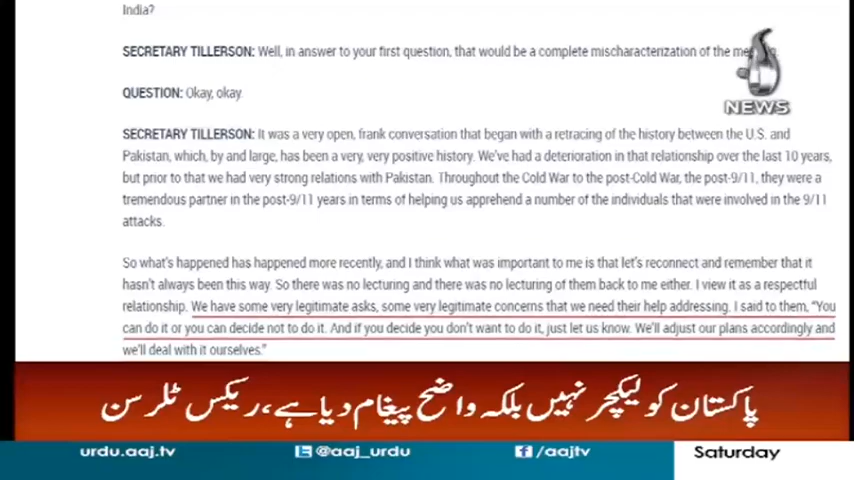 India?
SECRETARY TILLERSON: Well, in answer to your first question, that would be a complete mischaracterization of the
QUESTION: Okay, okay.
SECRETARY TILLERSON: It was a very open, frank conversation that began with a retracing of the history between the U.S. and
Pakistan, which, by and large, has been a very, very positive history. We've had a deterioration in that relationship over the last 10 years,
but prior to that we had very strong relations with Pakistan. Throughout the Cold War to the post-Cold War, the post-9/11, they were a
tremendous partner in the post-9/11 years in terms of helping us apprehend a number of the individuals that were involved in the 9/11
attacks.
So what's happened has happened more recently, and I think what was important to me is that let's reconnect and remember that it
hasn't always been this way. So there was no lecturing and there was no lecturing of them back to me either. I view it as a respectful
relationship. We have some very legitimate asks, some very legitimate concerns that we need their help addressing. I said to them, "You
can do it or you can decide not to do it. And if you decide you don't want to do it, just let us know. We'll adjust our plans accordingly and
we'll deal with it ourselves."
NEWS
پاکستان کو لیکچر نہیں بلکہ واضح پیغام دیا ہے، ریکس ٹلرسن
urdu.aaj.tv @aaj_urdu /aajtv Saturday